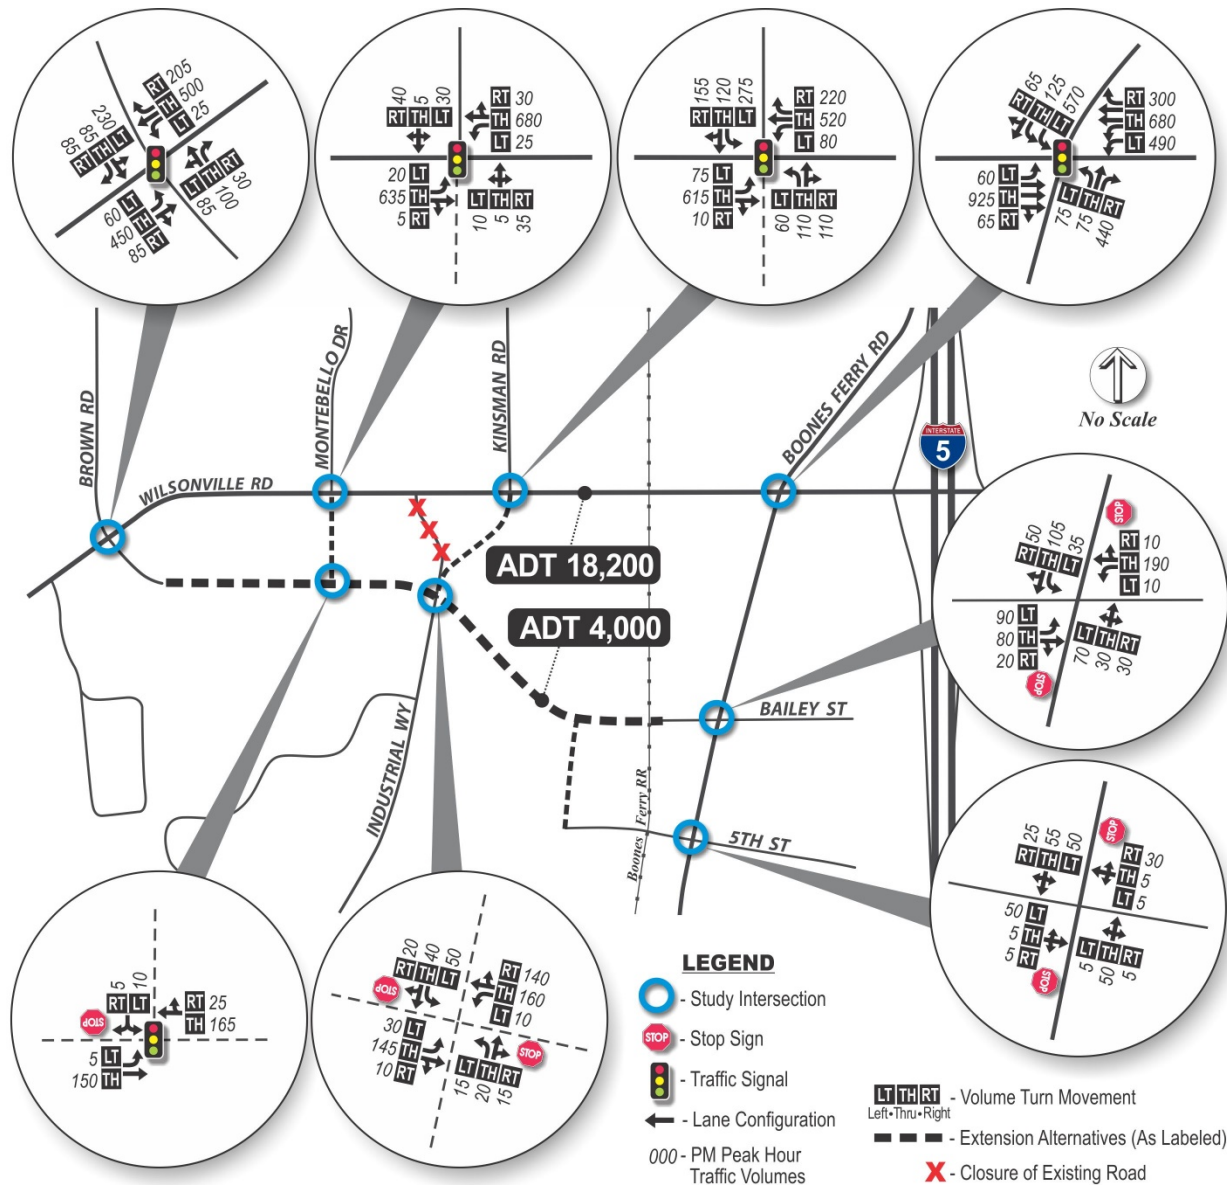 RT 205
TH 500
LT 25
230
85
85
RT TH LT
60 LT
450 TH
85 RT
LT TH RT
30
100
85
40 5 30
RT TH LT
RT 30
TH 680
LT 25
20 LT
635 TH
5 RT
LT TH RT
10 5 35
155 120 275
RT TH LT
RT 220
TH 520
LT 80
75 LT
615 TH
10 RT
LT TH RT
60 110 110
65 125 570
RT TH LT
RT 300
TH 680
LT 490
60 LT
925 TH
65 RT
LT TH RT
75 75 440
BROWN RD
WILSONVILLE RD
MONTEBELLO DR
KINSMAN RD
BOONES FERRY RD
INTERSTATE
5
No Scale
X
X
X
ADT 18,200
ADT 4,000
INDUSTRIAL WY
BAILEY ST
Boones Ferry RR
5TH ST
STOP
50 105 35
RT TH LT
RT 10
TH 190
LT 10
90 LT
80 TH
20 RT
LT TH RT
70 30 30
STOP
STOP
25 55 50
RT TH LT
RT 30
TH 5
LT 5
50 LT
5 TH
5 RT
LT TH RT
5 50 5
STOP
5 10
RT LT
STOP
RT 25
TH 165
5 LT
150 TH
20 40 50
RT TH LT
STOP
RT 140
TH 160
LT 10
30 LT
145 TH
10 RT
LT TH RT
15 20 15
STOP
LEGEND
- Study Intersection
STOP - Stop Sign
- Traffic Signal
- Lane Configuration
000 - PM Peak Hour
Traffic Volumes
LT TH RT - Volume Turn Movement
Left•Thru•Right
- Extension Alternatives (As Labeled)
X - Closure of Existing Road